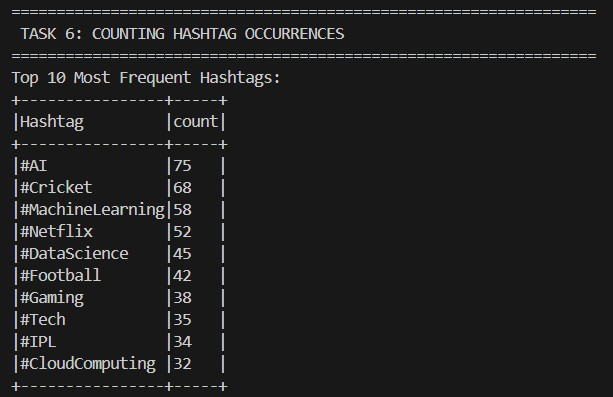 =================================================================
 TASK 6: COUNTING HASHTAG OCCURRENCES
=================================================================
Top 10 Most Frequent Hashtags:
+----------------+-----+
|Hashtag         |count|
+----------------+-----+
|#AI             |75   |
|#Cricket        |68   |
|#MachineLearning|58   |
|#Netflix        |52   |
|#DataScience    |45   |
|#Football       |42   |
|#Gaming         |38   |
|#Tech           |35   |
|#IPL            |34   |
|#CloudComputing |32   |
+----------------+-----+